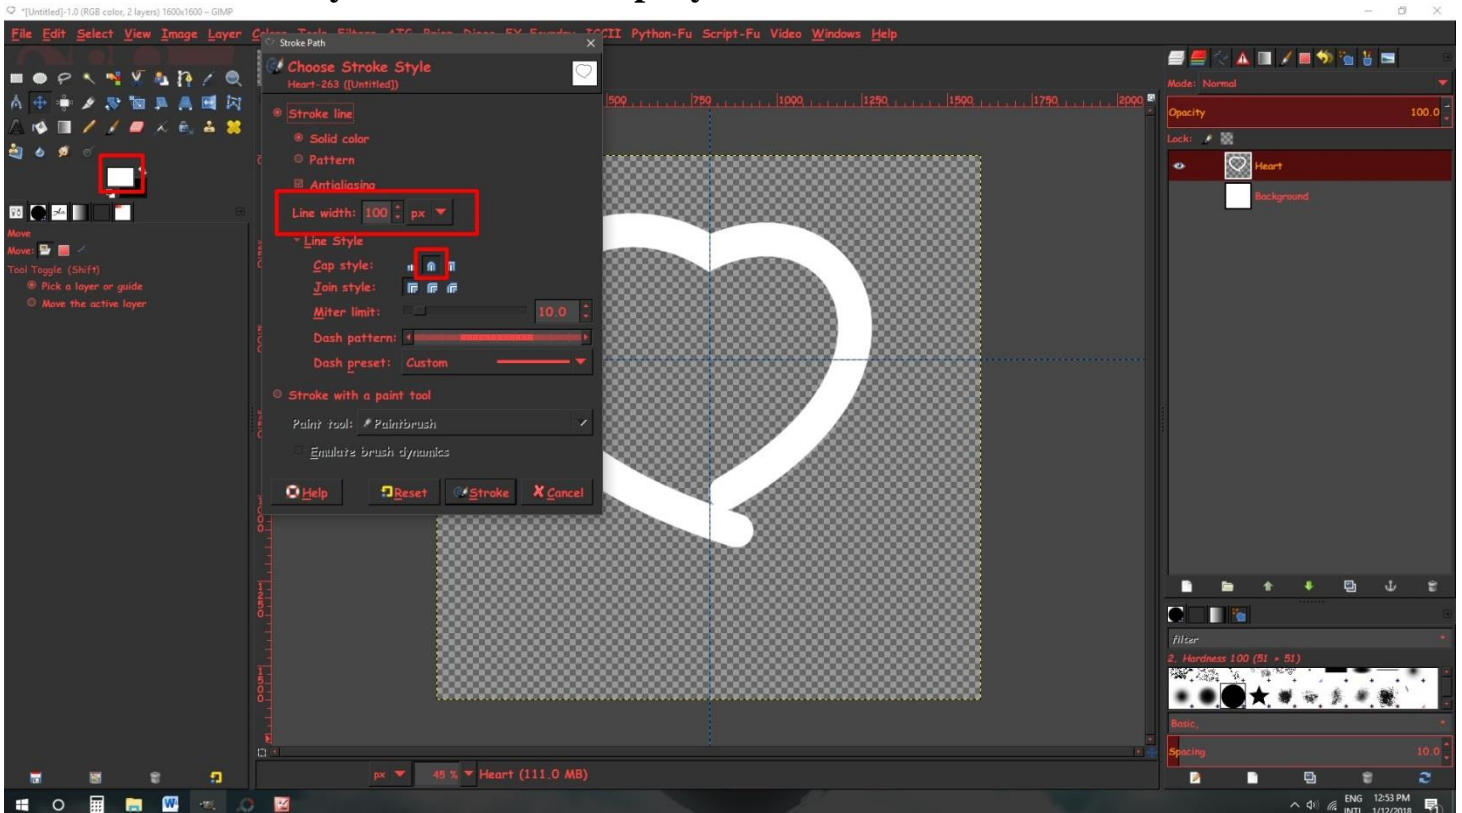 *[Untitled]-1.0 (RGB color, 2 layers) 1600x1600 – GIMP
File Edit Select View Image Layer
Python-Fu Script-Fu Video Windows Help
Stroke Path
Choose Stroke Style
Heart-263 ([Untitled])
Stroke line
Solid color
Pattern
Antialiasing
Line width: 100 px
Line Style
Cap style:
Join style:
Miter limit: 10.0
Dash pattern:
Dash preset: Custom
Stroke with a paint tool
Paint tool: Paintbrush
Emulate brush dynamics
Help Reset Stroke Cancel
Move
Move:
Tool Toggle (Shift)
Pick a layer or guide
Move the active layer
500 750 1000 1250 1500 1750 2000
Mode: Normal
Opacity 100.0
Lock:
Heart
Background
filter
2. Hardness 100 (51 × 51)
Basic,
Spacing 10.0
px 45 % Heart (111.0 MB)
ENG 12:53 PM
INTL 1/12/2018